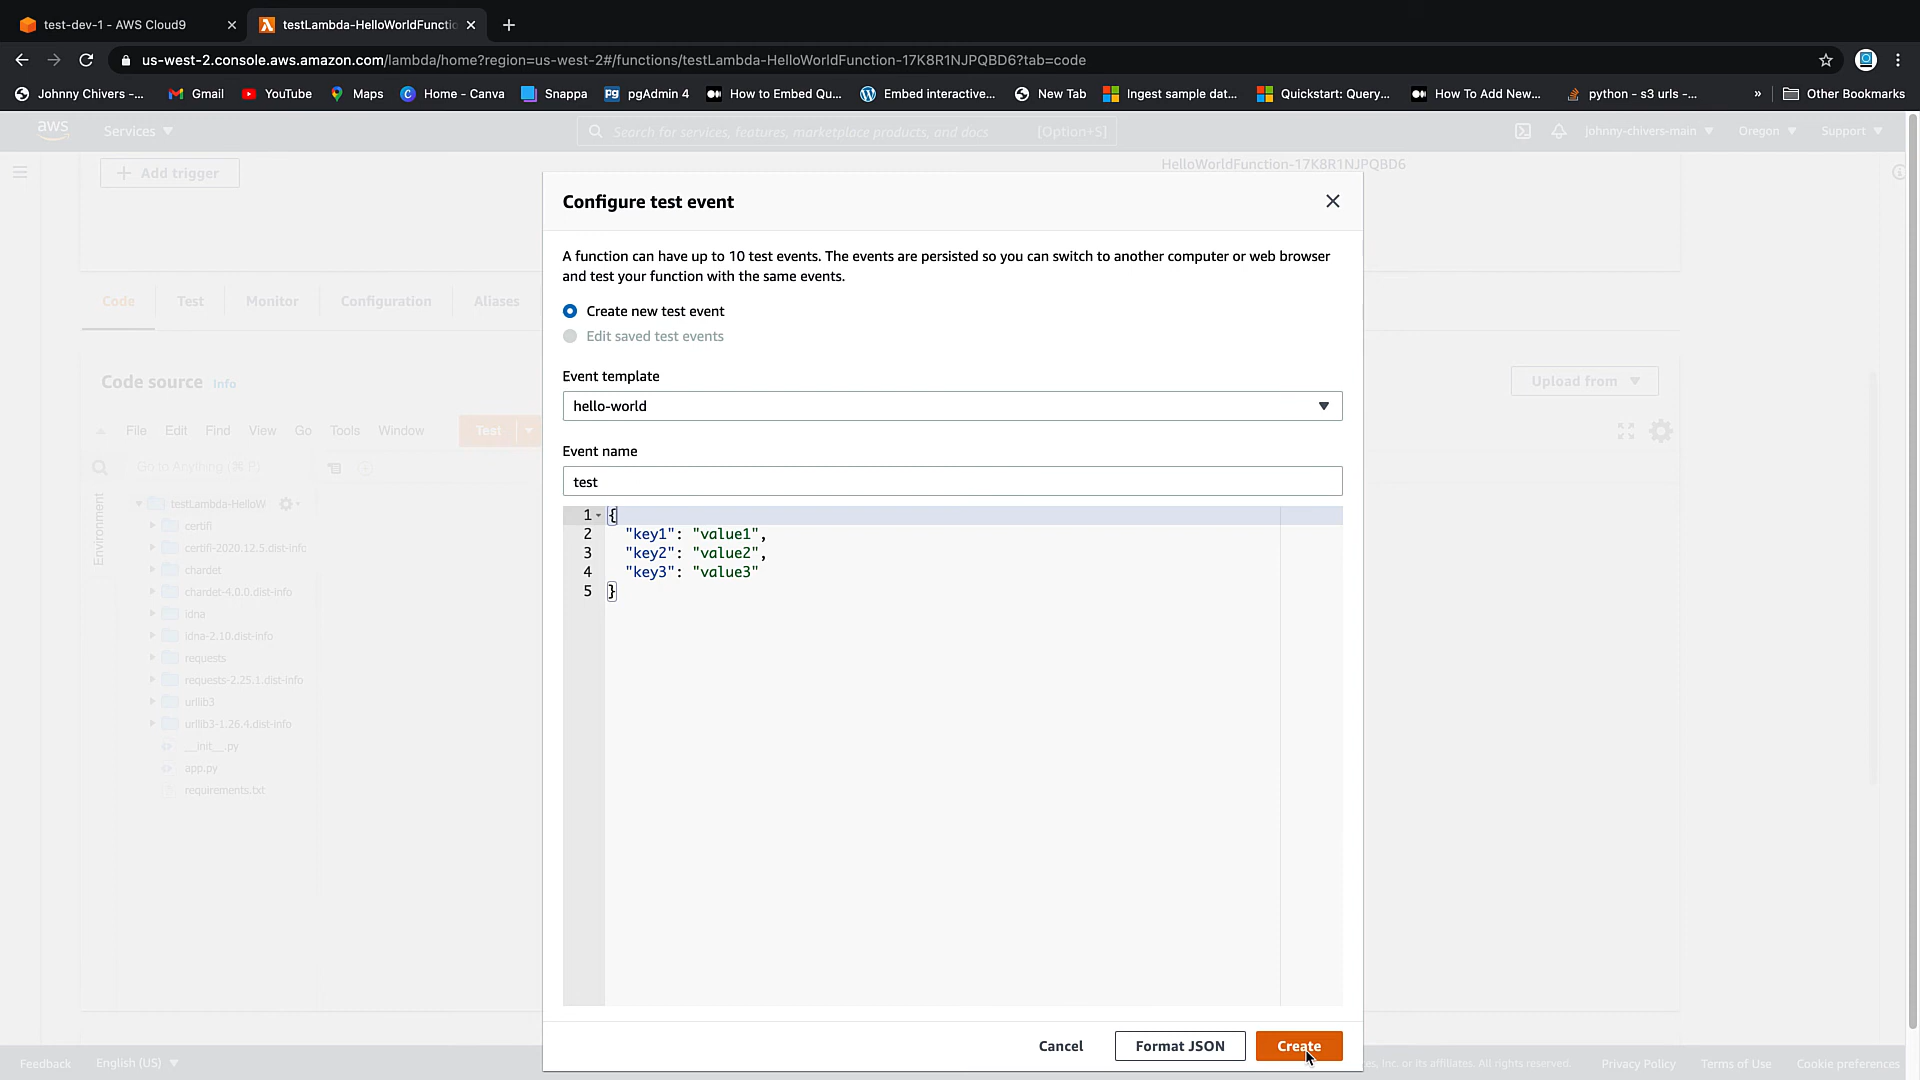 test-dev-1 - AWS Cloud9
testLambda-HelloWorldFunctio
us-west-2.console.aws.amazon.com/lambda/home?region=us-west-2#/functions/testLambda-HelloWorldFunction-17K8R1NJPQBD6?tab=code
Johnny Chivers -... Gmail YouTube Maps Home - Canva Snappa pgAdmin 4 How to Embed Qu... Embed interactive... New Tab Ingest sample dat... Quickstart: Query,... How To Add New... python - s3 urls -... » Other Bookmarks
aws Services Search for services, features, marketplace products, and docs [Option+S] johnny-chivers-main Oregon Support
Add trigger
HelloWorldFunction-17K8R1NJPQBD6
Configure test event
A function can have up to 10 test events. The events are persisted so you can switch to another computer or web browser
and test your function with the same events.
Code Test Monitor Configuration Aliases
Create new test event
Edit saved test events
Event template
hello-world
Code source Info
Upload from
File Edit Find View Go Tools Window Test
Event name
test
Go to Anything (⌘ P)
Environment
testLambda-HelloW
certifi
certifi-2020.12.5.dist-info
chardet
chardet-4.0.0.dist-info
idna
idna-2.10.dist-info
requests
requests-2.25.1.dist-info
urllib3
urllib3-1.26.4.dist-info
__init__.py
app.py
requirements.txt
1 {
2 "key1": "value1",
3 "key2": "value2",
4 "key3": "value3"
5 }
Cancel Format JSON Create
Feedback English (US) es, Inc. or its affiliates. All rights reserved. Privacy Policy Terms of Use Cookie preferences